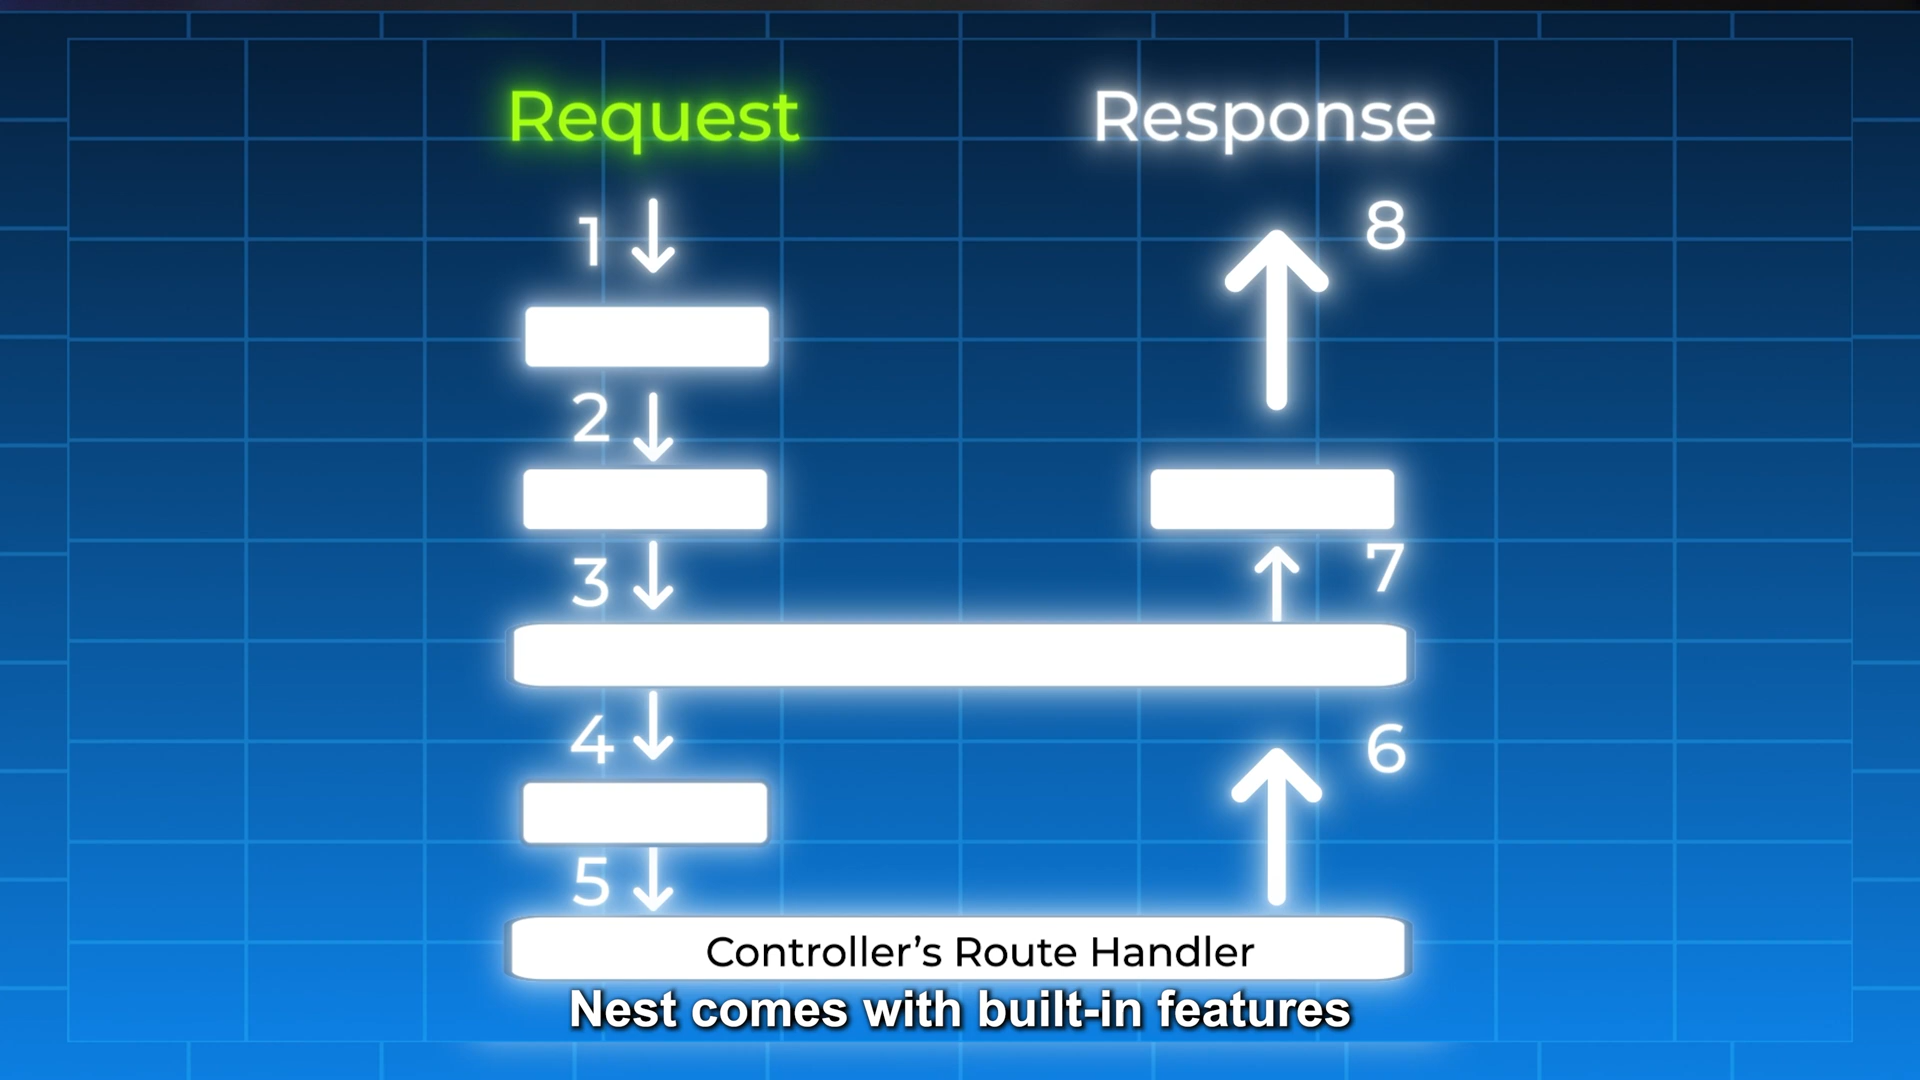 Request
Response
1
8
2
3
7
4
6
5
Controller’s Route Handler
Nest comes with built-in features